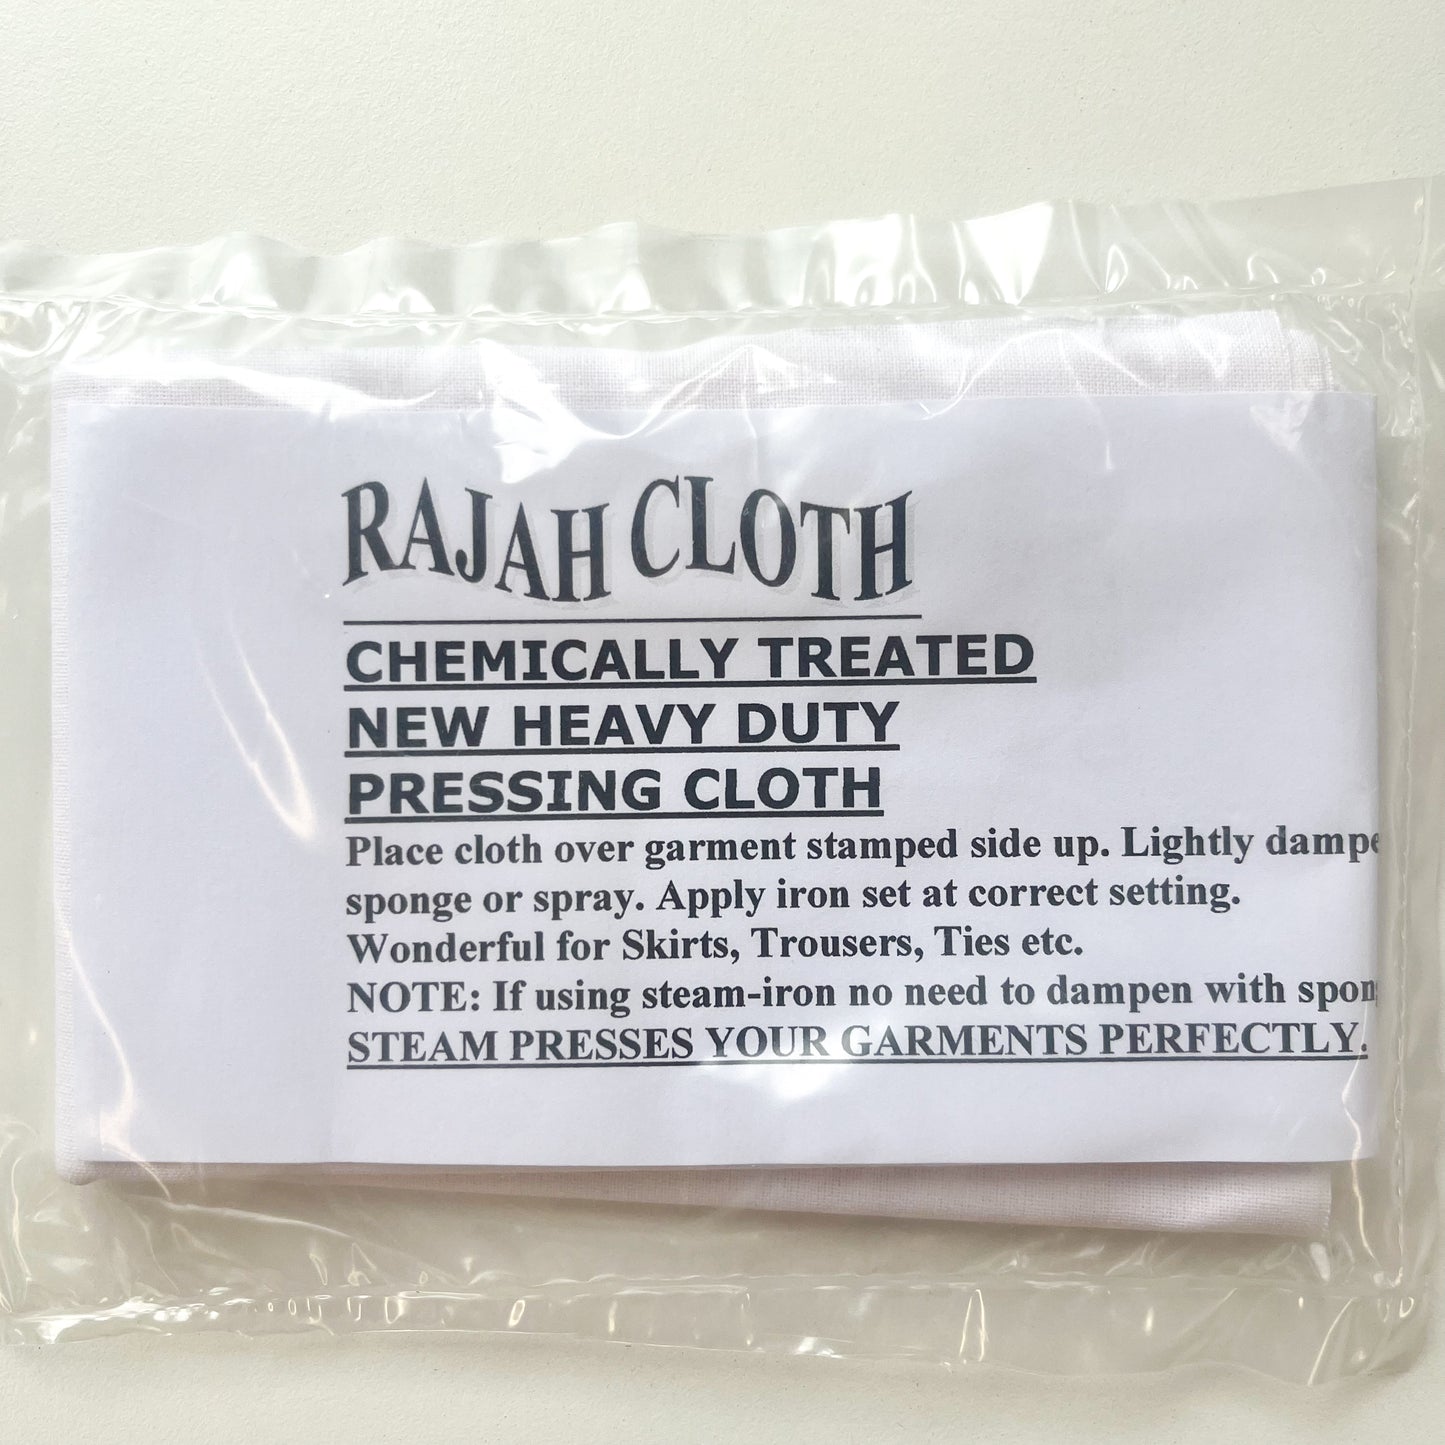 RAJAH CLOTH
CHEMICALLY TREATED
NEW HEAVY DUTY
PRESSING CLOTH
Place cloth over garment stamped side up. Lightly
sponge or spray. Apply iron set at correct setting.
Wonderful for Skirts, Trousers, Ties etc.
NOTE: If using steam-iron no need to dampen with
STEAM PRESSES YOUR GARMENTS PERFECTLY.